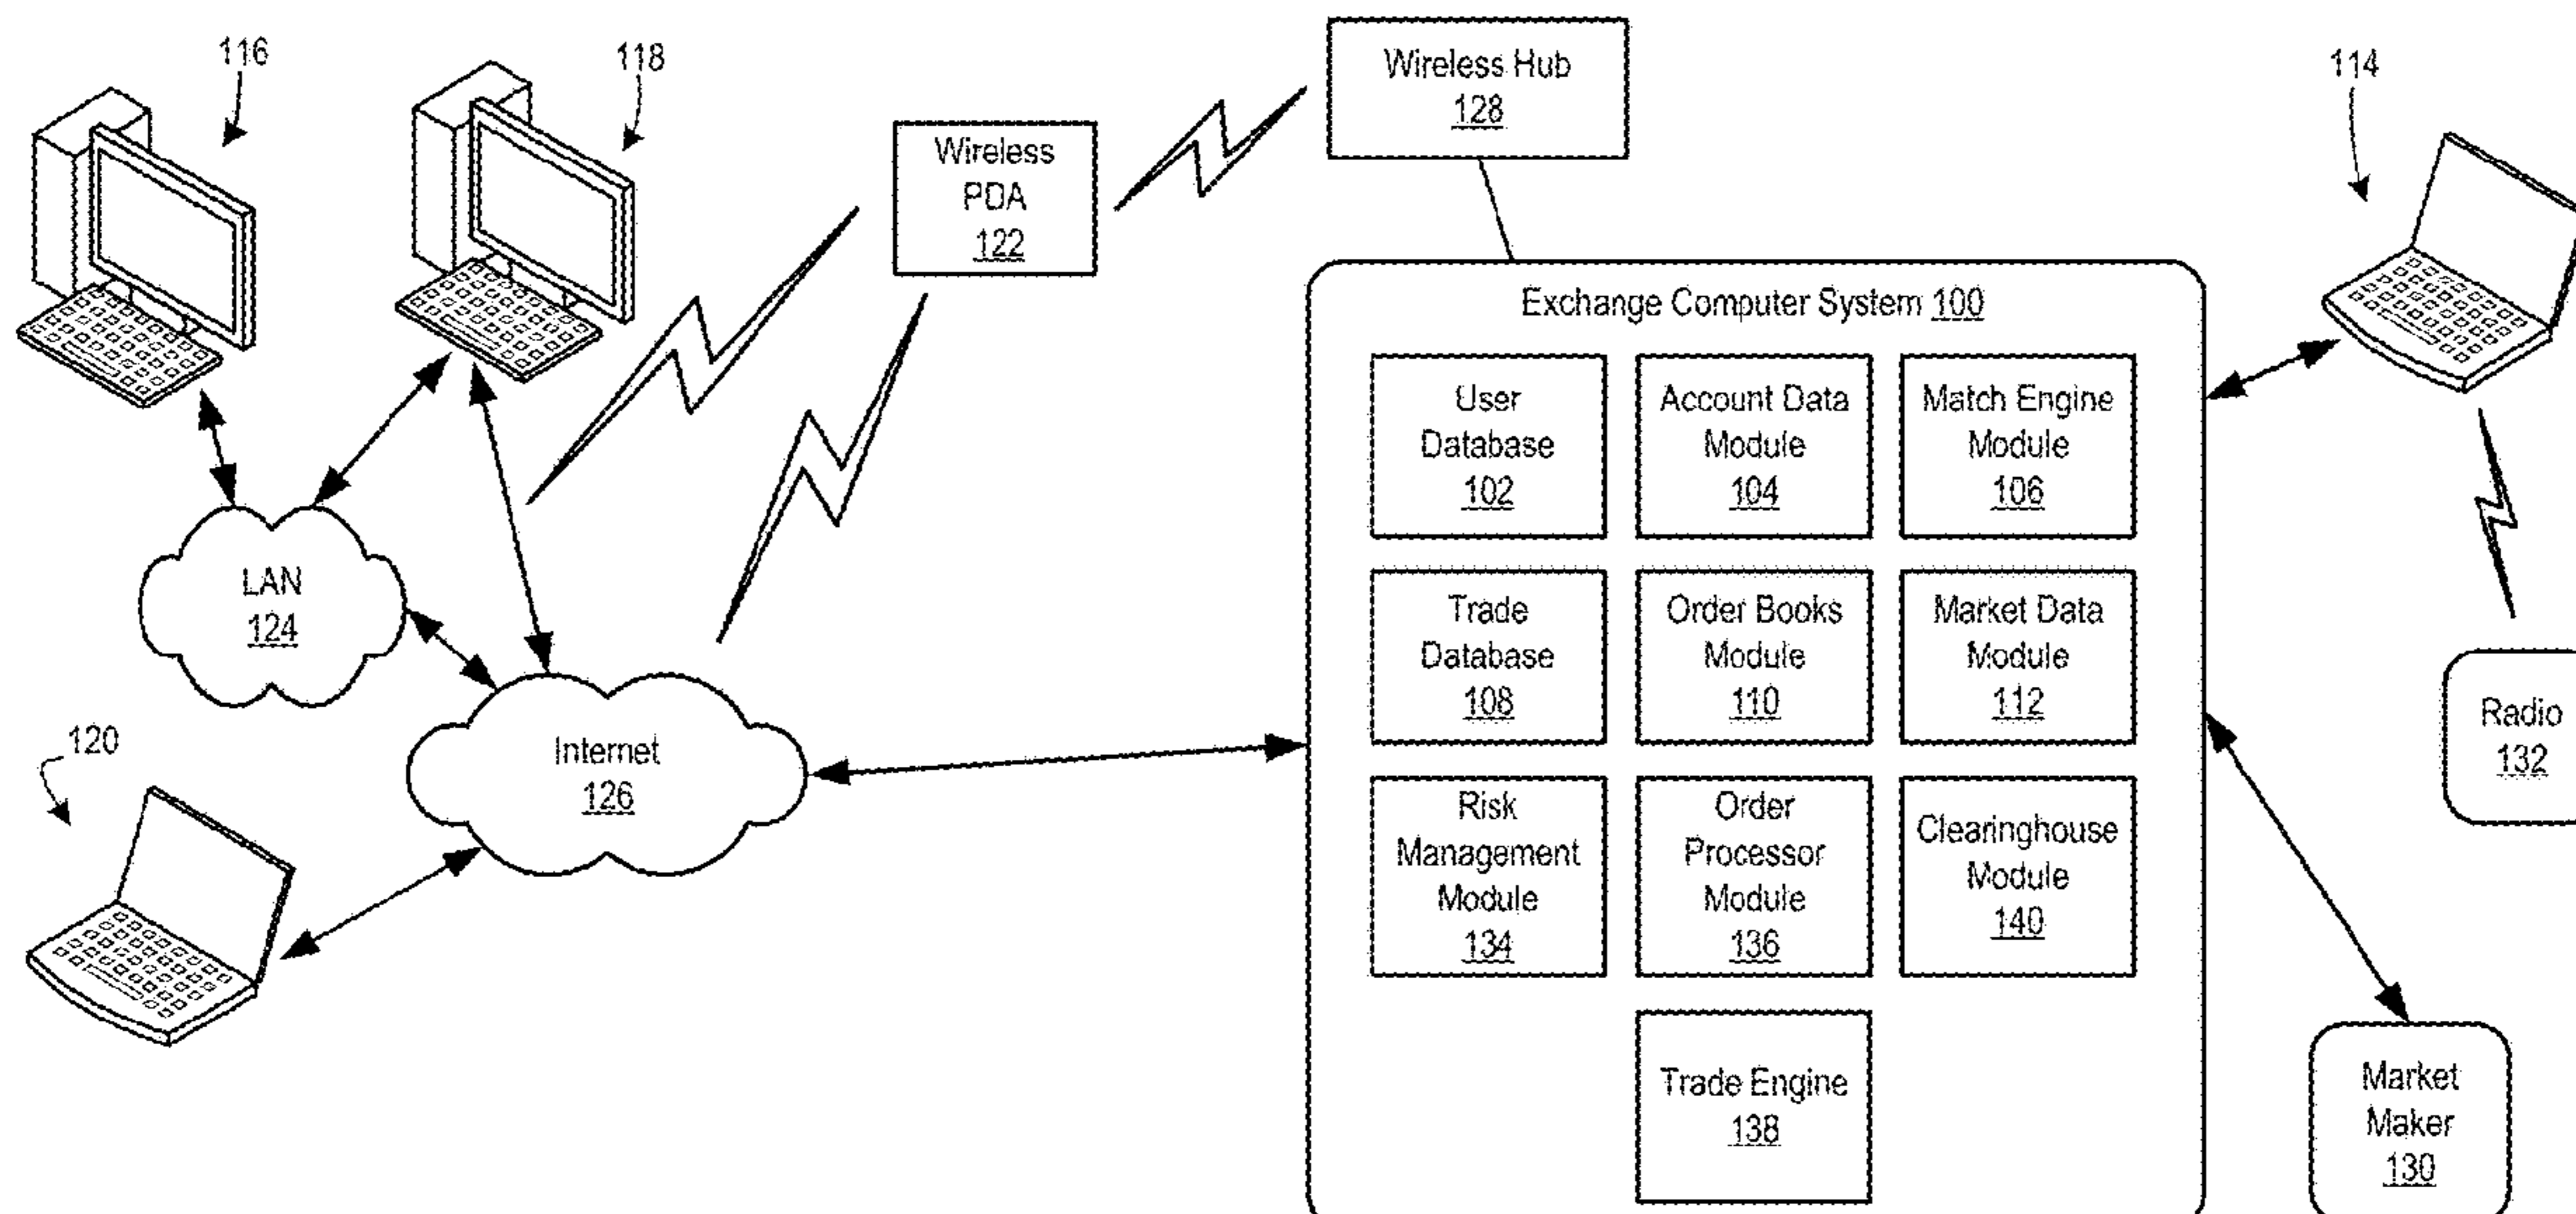 116
118
Wireless Hub
128
114
Wireless
PDA
122
Exchange Computer System 100
User
Database
102
Account Data
Module
104
Match Engine
Module
106
LAN
124
Trade
Database
108
Order Books
Module
110
Market Data
Module
112
Radio
132
120
Internet
126
Risk
Management
Module
134
Order
Processor
Module
136
Clearinghouse
Module
140
Trade Engine
138
Market
Maker
130